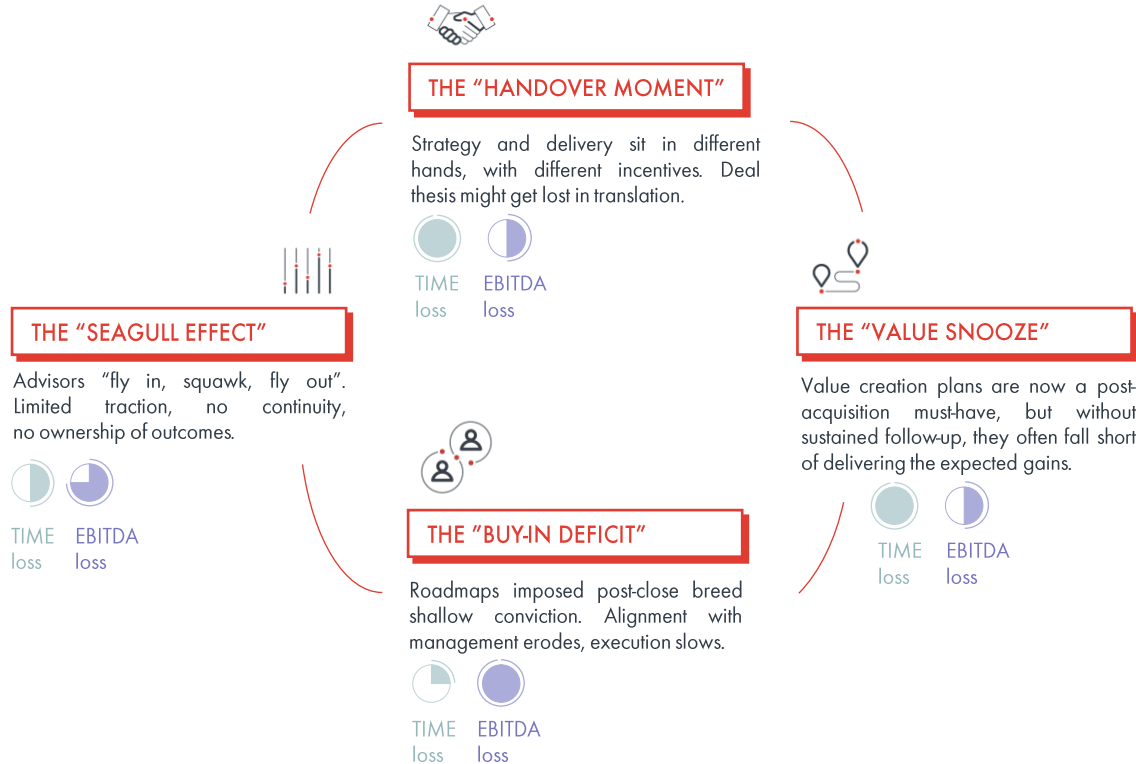 THE “HANDOVER MOMENT”
Strategy and delivery sit in different
hands, with different incentives. Deal
thesis might get lost in translation.
TIME
loss
EBITDA
loss
THE “SEAGULL EFFECT”
Advisors “fly in, squawk, fly out”.
Limited traction, no continuity,
no ownership of outcomes.
TIME
loss
EBITDA
loss
THE “VALUE SNOOZE”
Value creation plans are now a post-
acquisition must-have, but without
sustained follow-up, they often fall short
of delivering the expected gains.
TIME
loss
EBITDA
loss
THE “BUY-IN DEFICIT”
Roadmaps imposed post-close breed
shallow conviction. Alignment with
management erodes, execution slows.
TIME
loss
EBITDA
loss